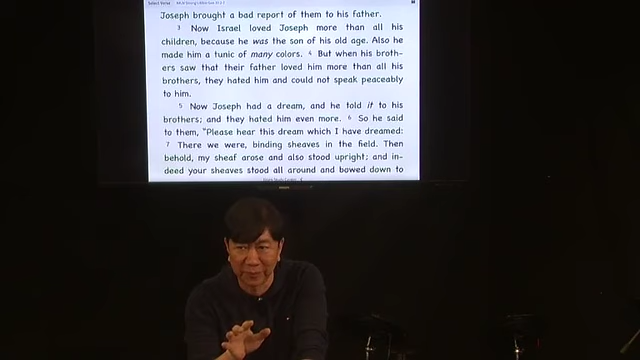 Joseph brought a bad report of them to his father.
3 Now Israel loved Joseph more than all his
children, because he was the son of his old age. Also he
made him a tunic of many colors. 4 But when his broth-
ers saw that their father loved him more than all his
brothers, they hated him and could not speak peaceably
to him.
5 Now Joseph had a dream, and he told it to his
brothers; and they hated him even more. 6 So he said
to them, "Please hear this dream which I have dreamed:
7 There we were, binding sheaves in the field. Then
behold, my sheaf arose and also stood upright; and in-
deed your sheaves stood all around and bowed down to